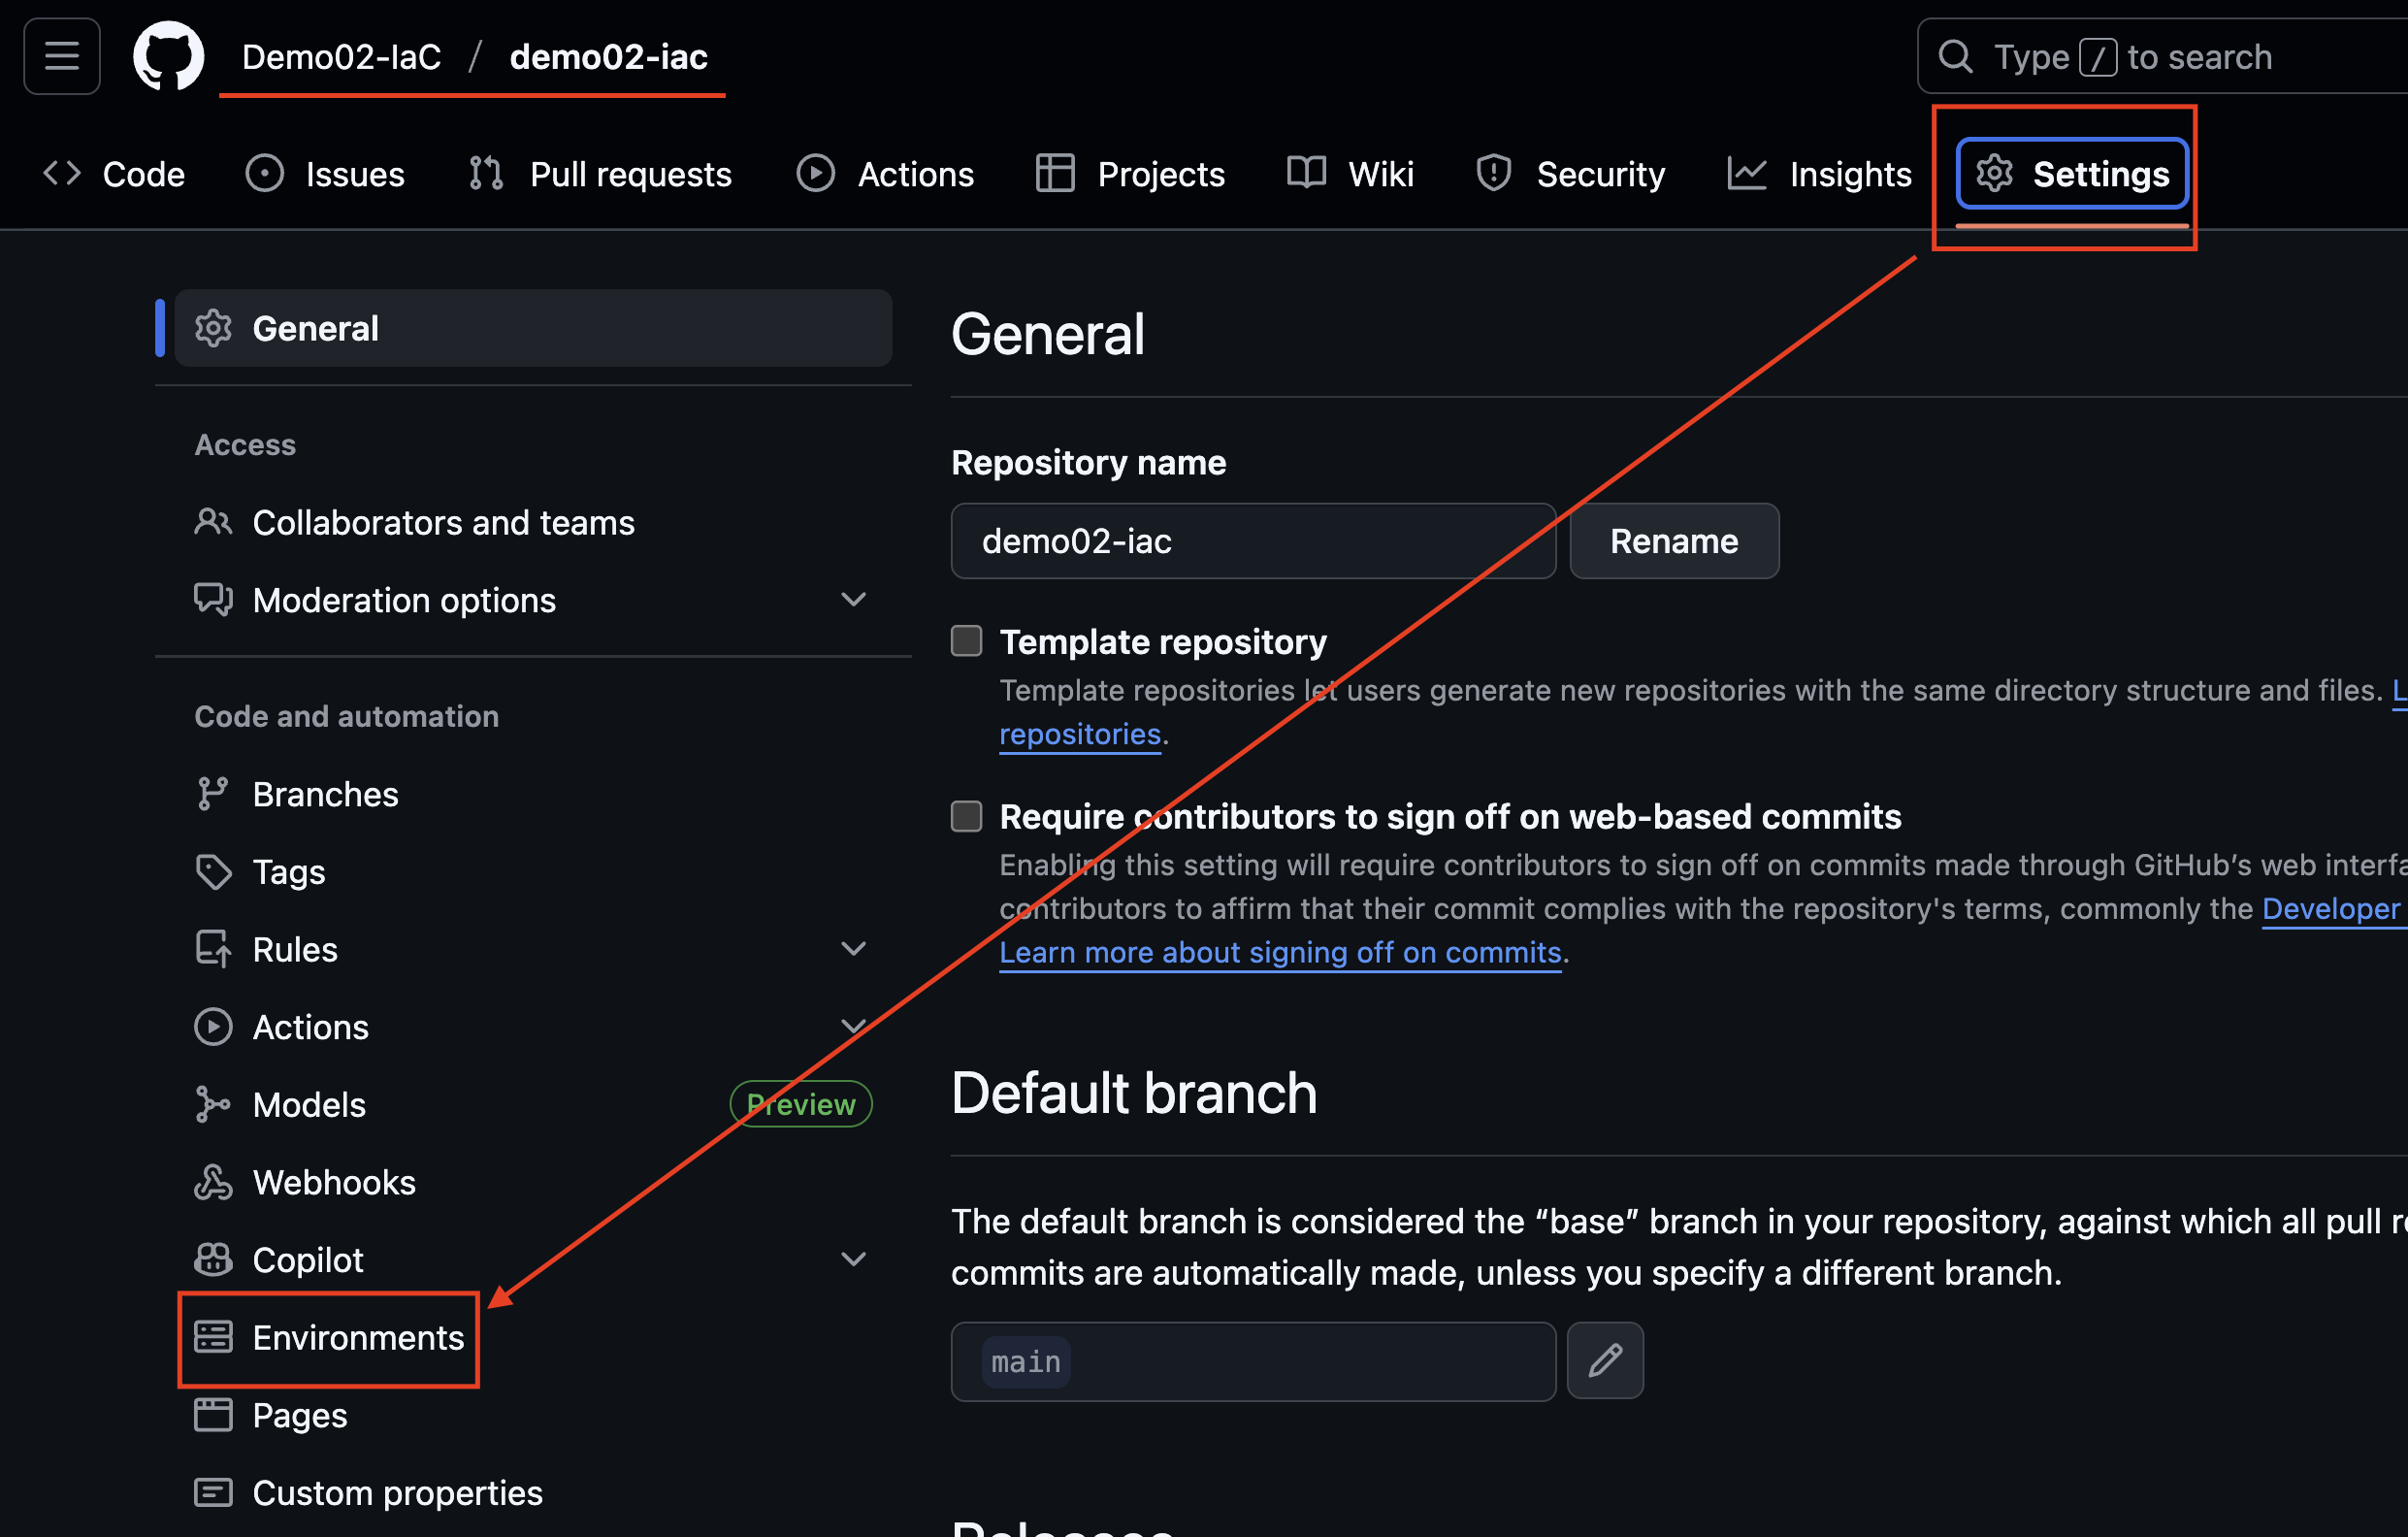 Demo02-IaC / demo02-iac
Type / to search
Code Issues Pull requests Actions Projects Wiki Security Insights Settings
General
Access
Collaborators and teams
Moderation options
Code and automation
Branches
Tags
Rules
Actions
Models Preview
Webhooks
Copilot
Environments
Pages
Custom properties
General
Repository name
demo02-iac Rename
Template repository
Template repositories let users generate new repositories with the same directory structure and files.
repositories.
Require contributors to sign off on web-based commits
Enabling this setting will require contributors to sign off on commits made through GitHub’s web
contributors to affirm that their commit complies with the repository's terms, commonly the Developer
Learn more about signing off on commits.
Default branch
The default branch is considered the “base” branch in your repository, against which all pull
commits are automatically made, unless you specify a different branch.
main
Releases